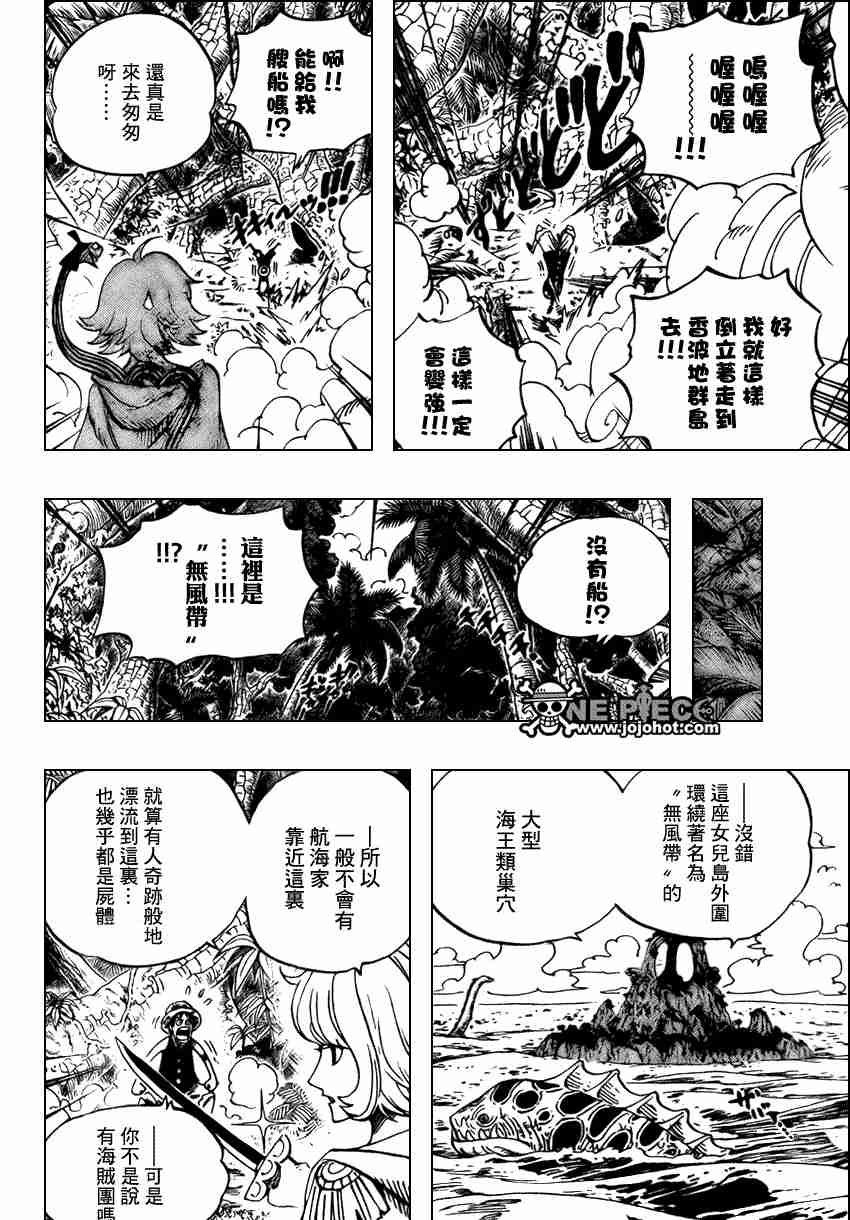 嗚喔喔
喔喔喔
～～～～
!!!
好
我就這樣
倒立著走到
香波地群島
去!!!
這樣一定
會變強!!!
啊!!
能給我
艘船嗎!?
還真是
來去匆匆
呀……
沒有船!?
這裡是
……!!!
〝無風帶〞
!!?
ONE PIECE
www.jojohot.com
——沒錯
這座女兒島外圍
環繞著名為
〝無風帶〞的
大型
海王類巢穴
—所以
一般不會有
航海家
靠近這裏
就算有人奇跡般地
漂流到這裏…
也幾乎都是屍體
——可是
你不是說
有海賊團嗎